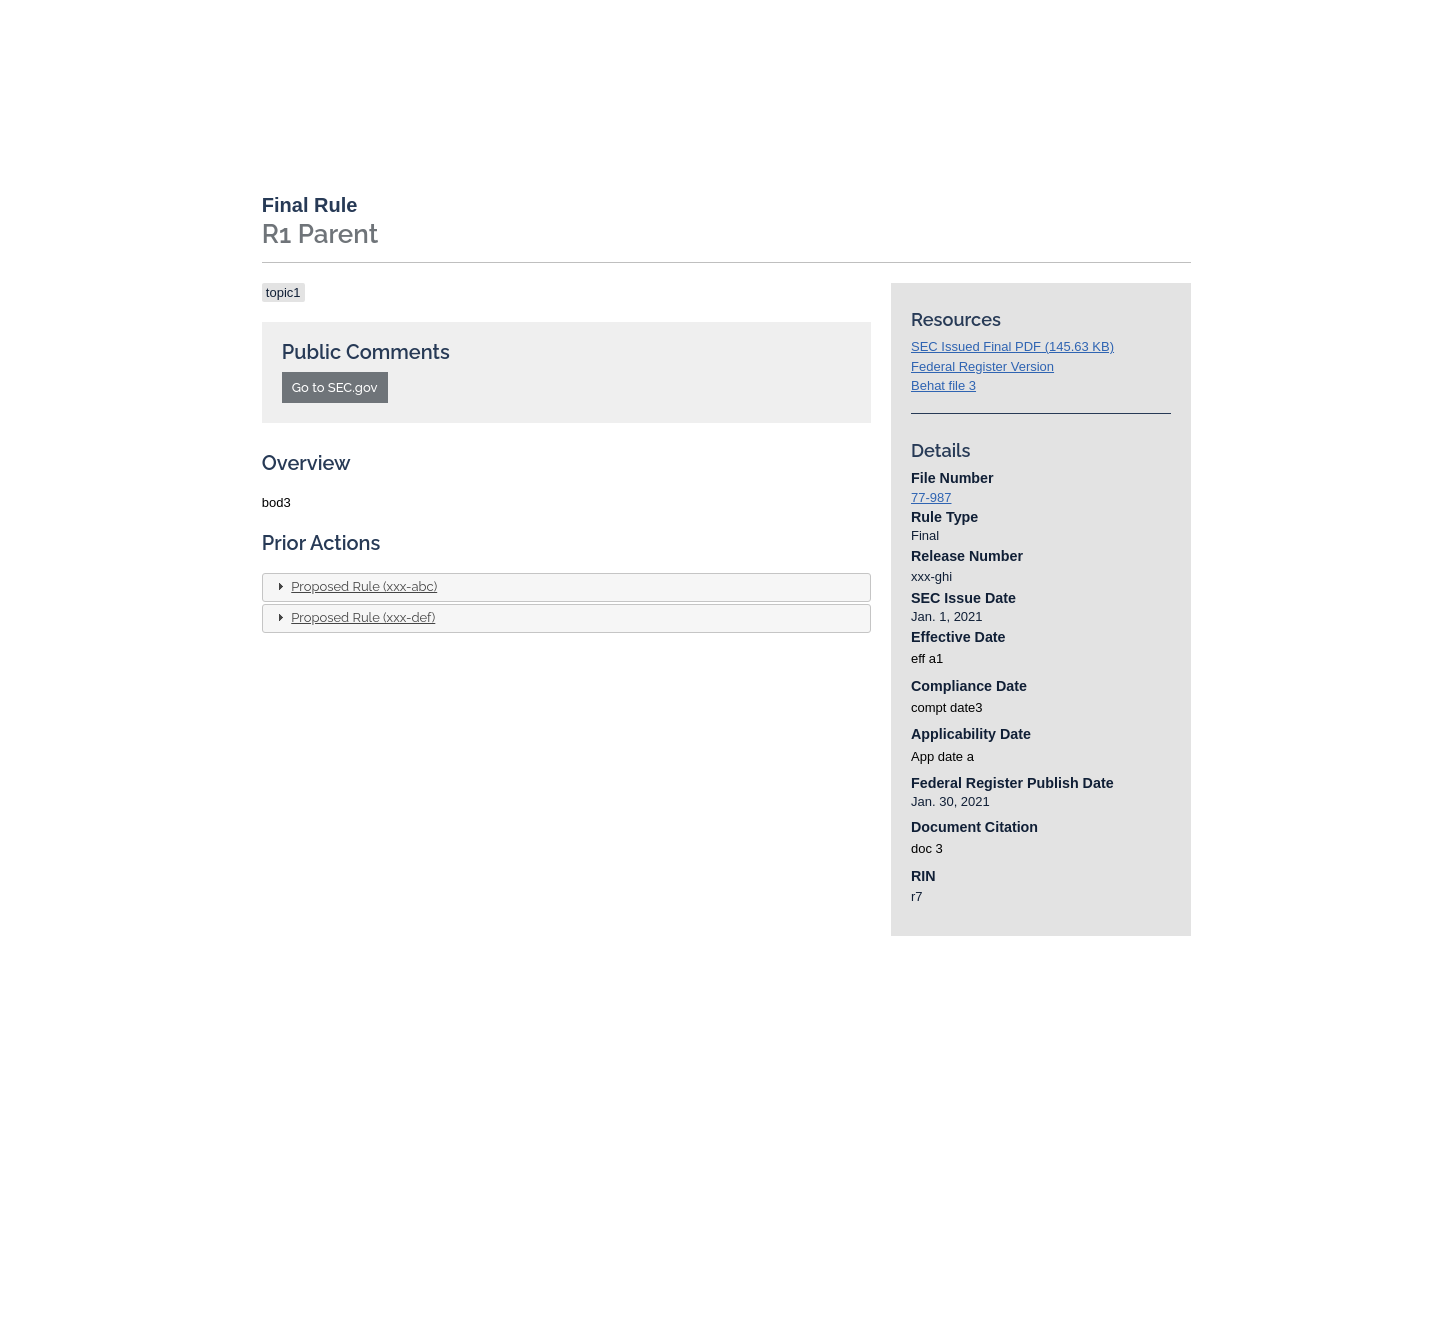 Final Rule
R1 Parent
topic1
Public Comments
Go to SEC.gov
Overview
bod3
Prior Actions
Proposed Rule (xxx-abc)
Proposed Rule (xxx-def)
Resources
SEC Issued Final PDF (145.63 KB)
Federal Register Version
Behat file 3
Details
File Number
77-987
Rule Type
Final
Release Number
xxx-ghi
SEC Issue Date
Jan. 1, 2021
Effective Date
eff a1
Compliance Date
compt date3
Applicability Date
App date a
Federal Register Publish Date
Jan. 30, 2021
Document Citation
doc 3
RIN
r7